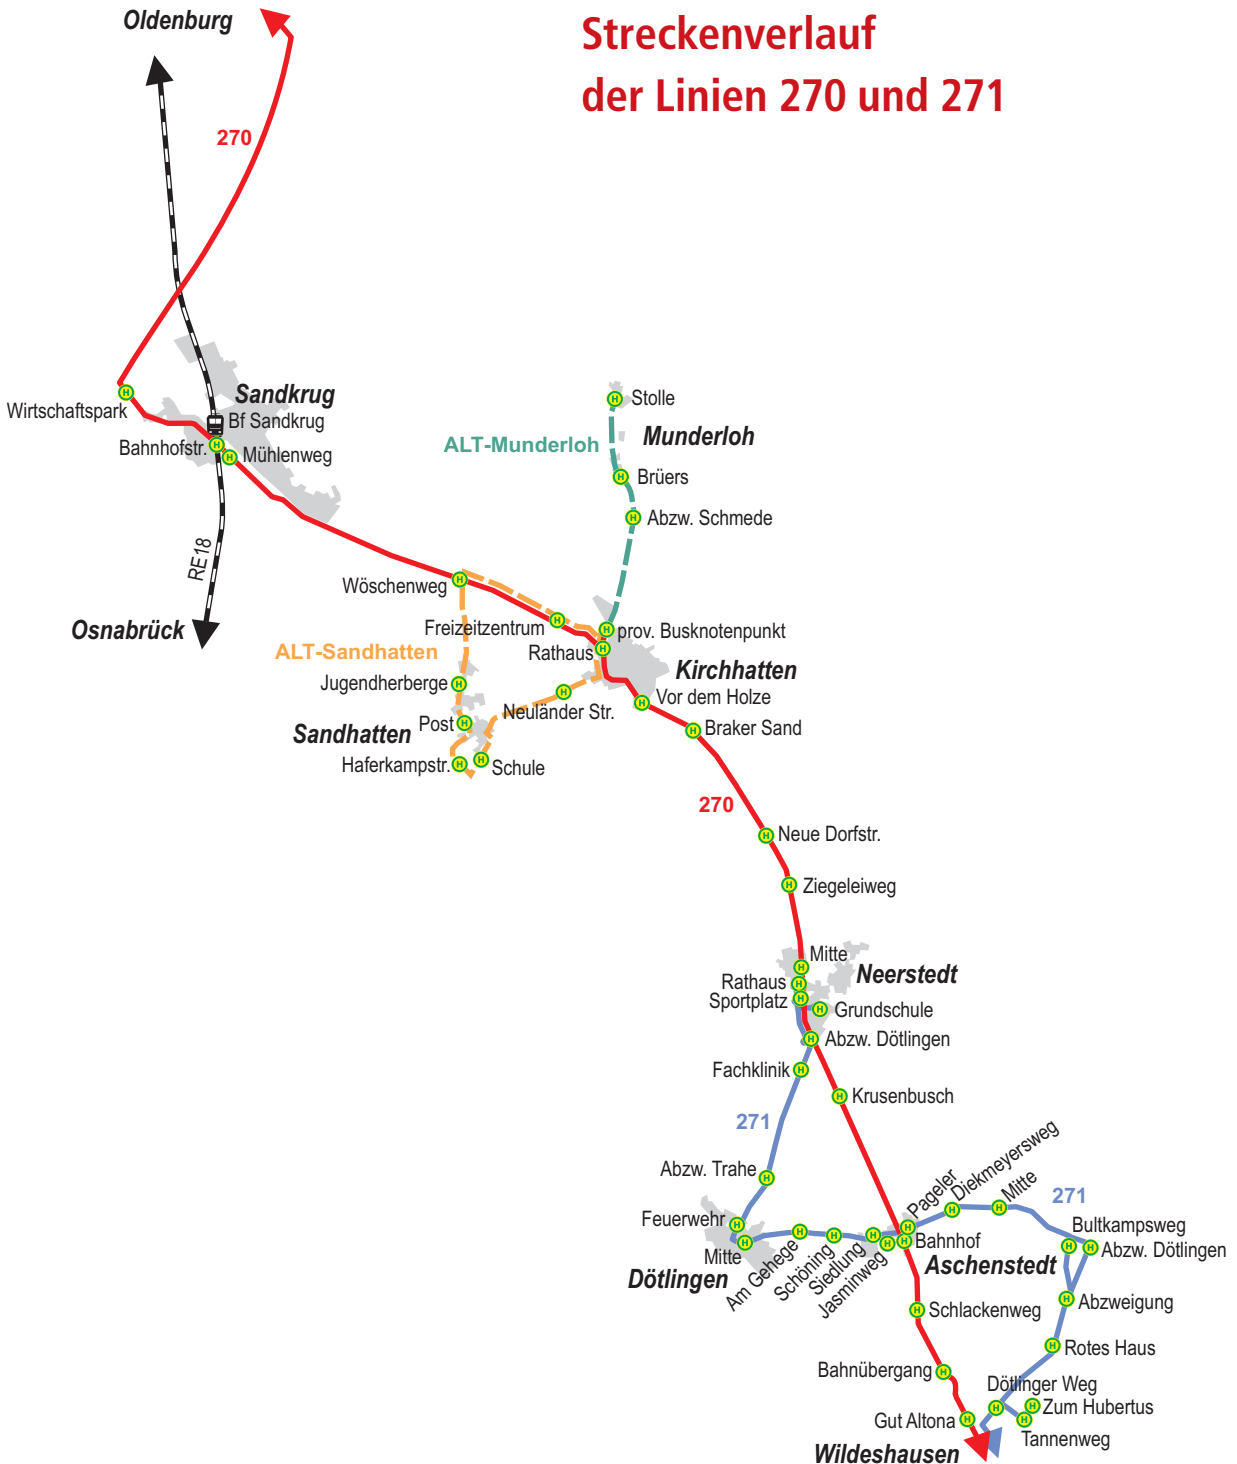 Streckenverlauf
der Linien 270 und 271
Oldenburg
270
Sandkrug
Wirtschaftspark
Bf Sandkrug
Bahnhofstr.
Mühlenweg
RE18
Osnabrück
Stolle
Munderloh
ALT-Munderloh
Brüers
Abzw. Schmede
Wöschenweg
Freizeitzentrum
prov. Busknotenpunkt
ALT-Sandhatten
Rathaus
Kirchhatten
Jugendherberge
Vor dem Holze
Neuländer Str.
Post
Sandhatten
Braker Sand
Haferkampstr.
Schule
270
Neue Dorfstr.
Ziegeleiweg
Mitte
Neerstedt
Rathaus
Sportplatz
Grundschule
Abzw. Dötlingen
Fachklinik
Krusenbusch
271
Abzw. Trahe
Feuerwehr
Mitte
Dötlingen
Am Gehege
Schöning
Siedlung
Jasminweg
Pageler
Diekmeyersweg
Mitte
271
Bultkampsweg
Bahnhof
Abzw. Dötlingen
Aschenstedt
Schlackenweg
Abzweigung
Rotes Haus
Bahnübergang
Dötlinger Weg
Zum Hubertus
Gut Altona
Tannenweg
Wildeshausen